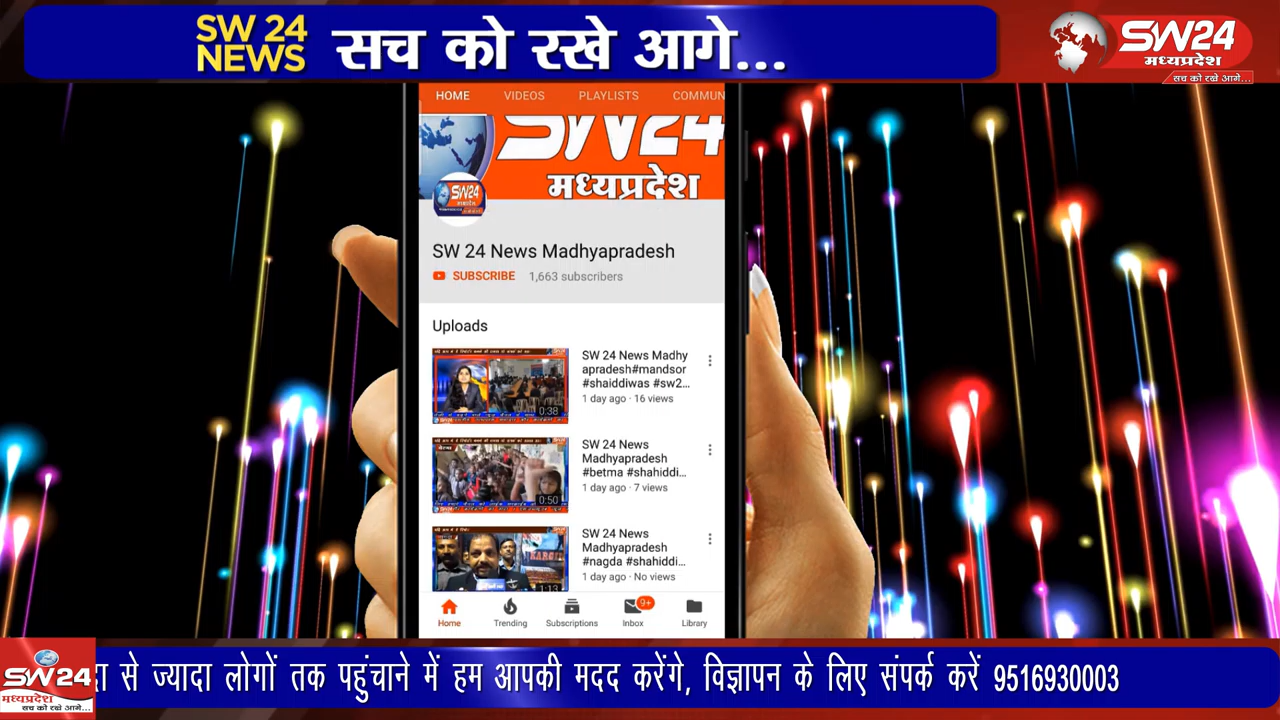 SW 24
NEWS
सच को रखे आगे...
SW24
मध्यप्रदेश
सच को रखे आगे...
HOME VIDEOS PLAYLISTS COMMUN
SW24
मध्यप्रदेश
SW24
SW 24 News Madhyapradesh
SUBSCRIBE 1,663 subscribers
Uploads
SW 24 News Madhy
apradesh#mandsor
#shaiddiwas #sw2...
1 day ago · 16 views
0:38
SW 24 News
Madhyapradesh
#betma #shahiddi...
1 day ago · 7 views
0:50
SW 24 News
Madhyapradesh
#nagda #shahiddi...
1 day ago · No views
1:13
9+
Home Trending Subscriptions Inbox Library
SW24
मध्यप्रदेश
सच को रखे आगे...
से ज्यादा लोगों तक पहुंचाने में हम आपकी मदद करेंगे, विज्ञापन के लिए संपर्क करें 9516930003